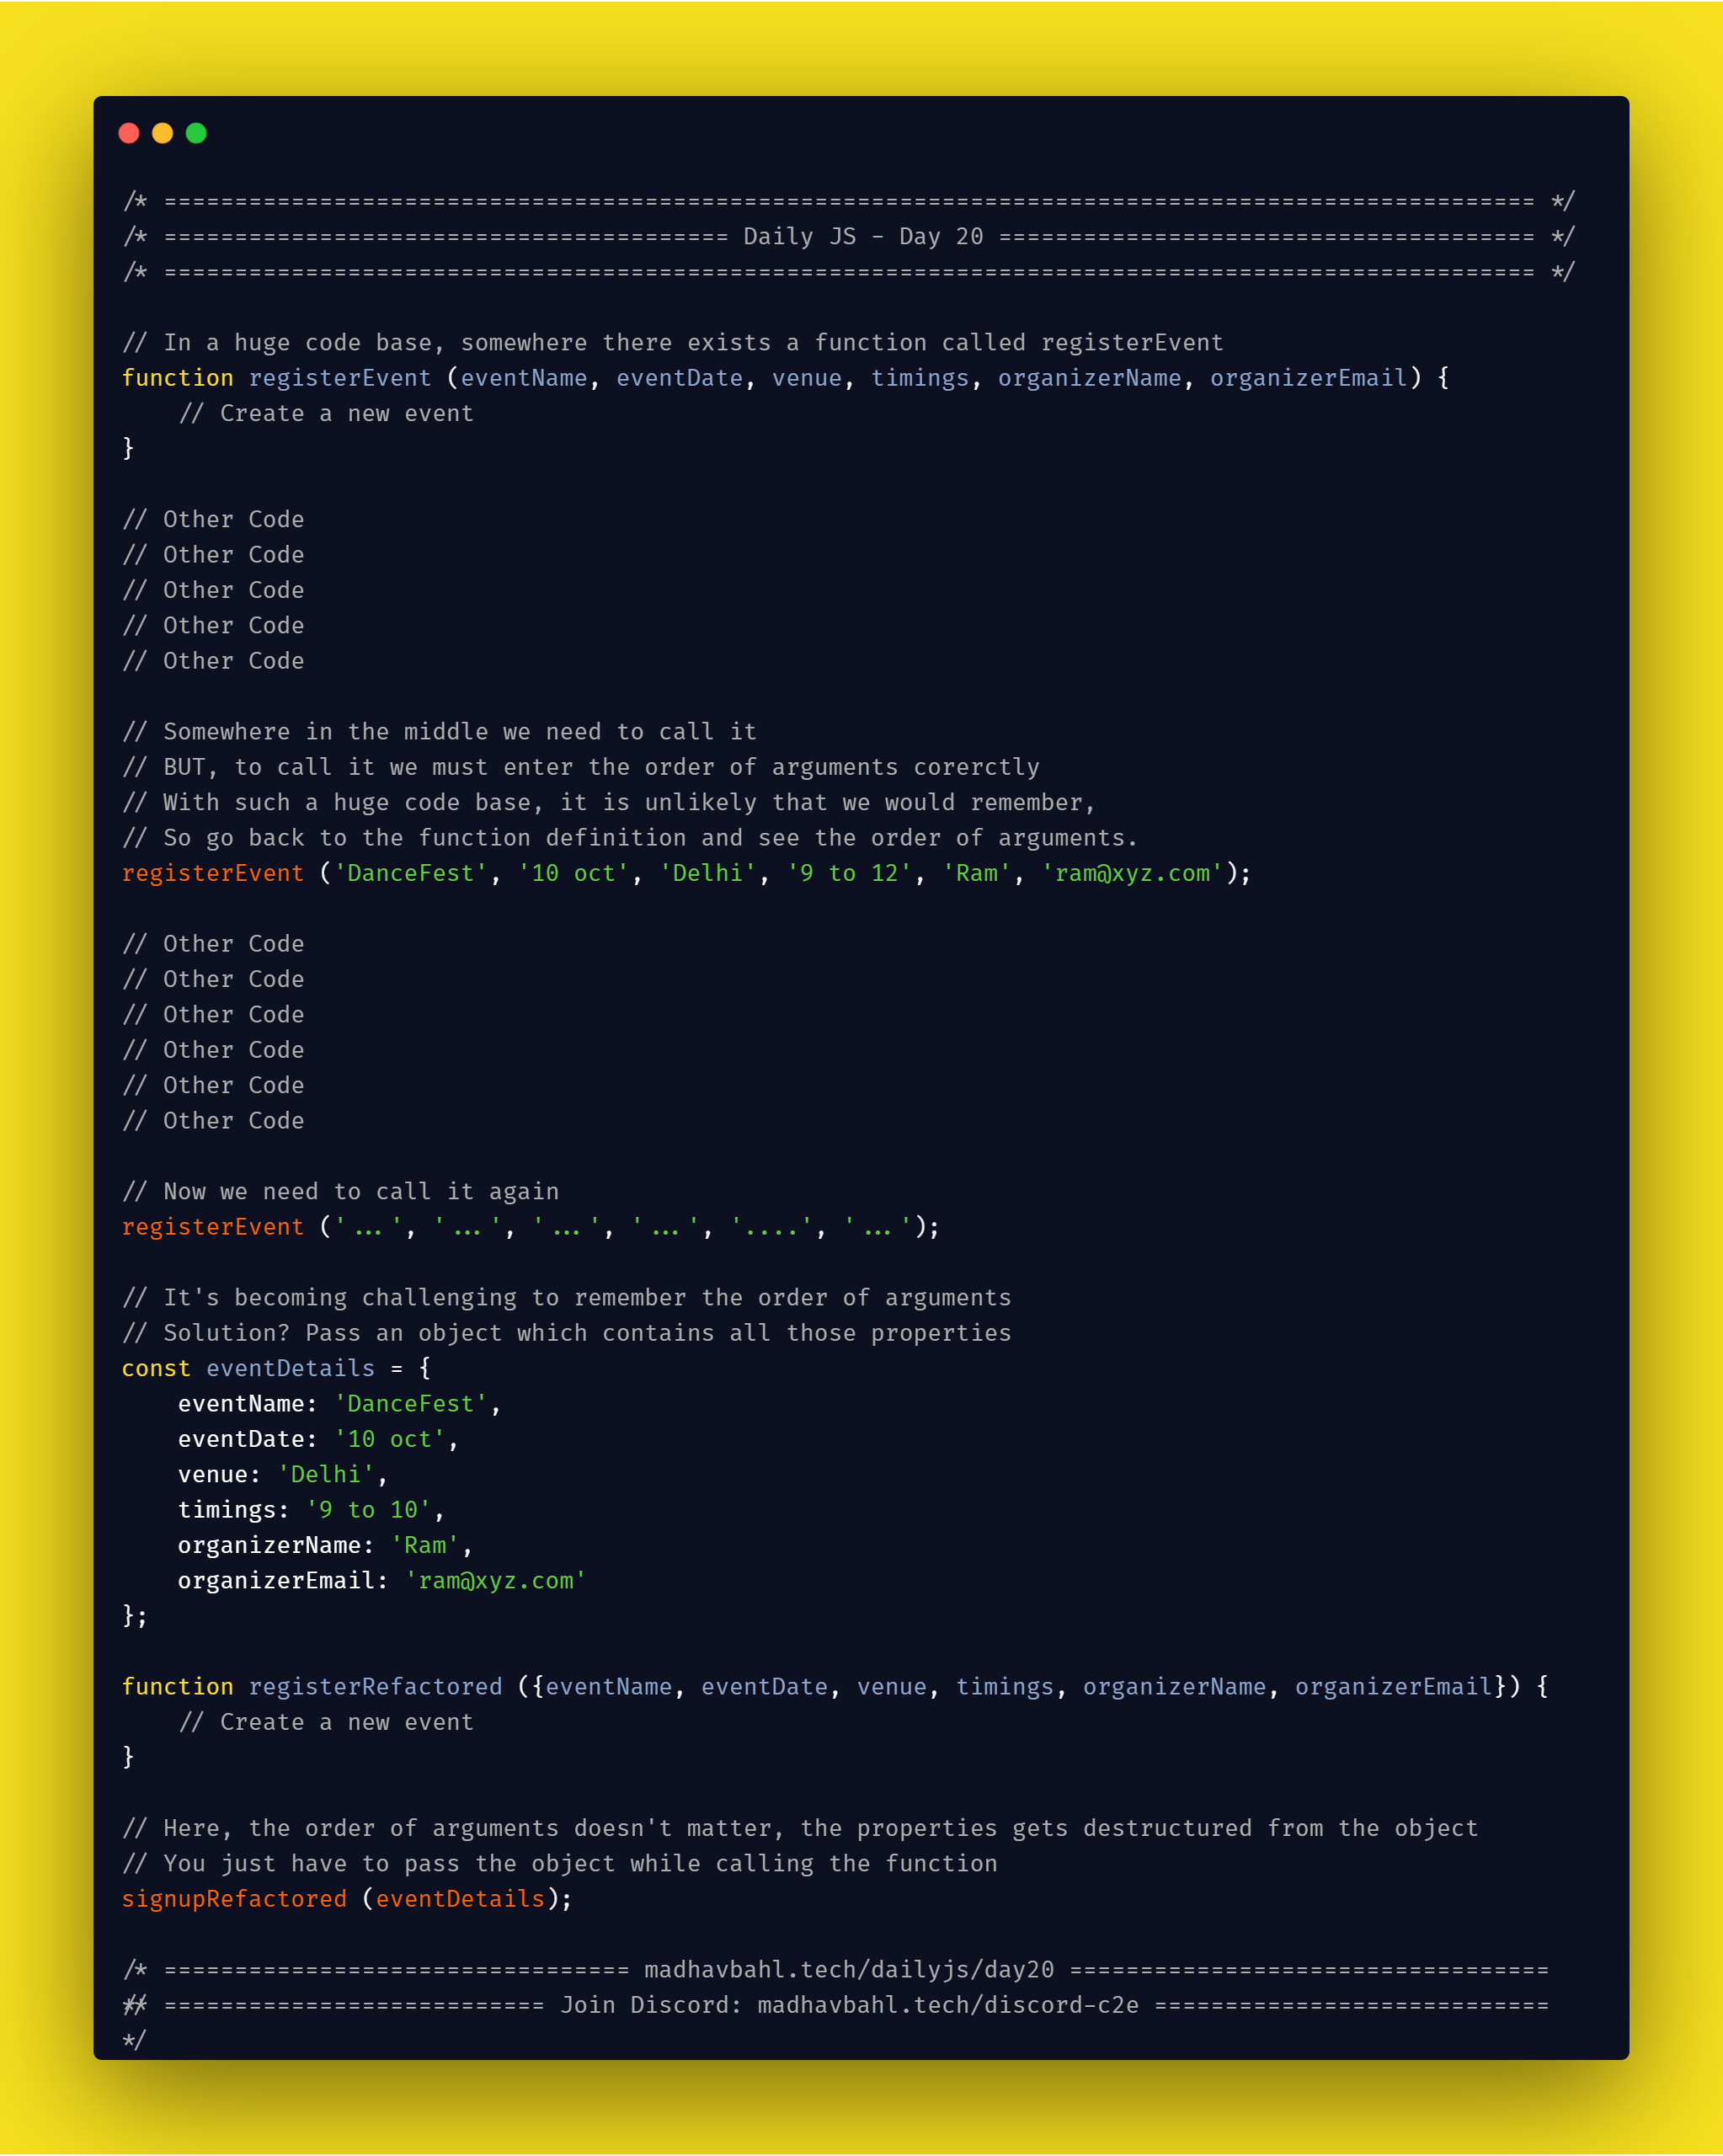 /* ================================================================================================= */
/* ======================================== Daily JS - Day 20 ====================================== */
/* ================================================================================================= */
// In a huge code base, somewhere there exists a function called registerEvent
function registerEvent (eventName, eventDate, venue, timings, organizerName, organizerEmail) {
    // Create a new event
}
// Other Code
// Other Code
// Other Code
// Other Code
// Other Code
// Somewhere in the middle we need to call it
// BUT, to call it we must enter the order of arguments corerctly
// With such a huge code base, it is unlikely that we would remember,
// So go back to the function definition and see the order of arguments.
registerEvent ('DanceFest', '10 oct', 'Delhi', '9 to 12', 'Ram', 'ram@xyz.com');
// Other Code
// Other Code
// Other Code
// Other Code
// Other Code
// Other Code
// Now we need to call it again
registerEvent ('...', '...', '...', '...', '....', '...');
// It's becoming challenging to remember the order of arguments
// Solution? Pass an object which contains all those properties
const eventDetails = {
    eventName: 'DanceFest',
    eventDate: '10 oct',
    venue: 'Delhi',
    timings: '9 to 10',
    organizerName: 'Ram',
    organizerEmail: 'ram@xyz.com'
};
function registerRefactored ({eventName, eventDate, venue, timings, organizerName, organizerEmail}) {
    // Create a new event
}
// Here, the order of arguments doesn't matter, the properties gets destructured from the object
// You just have to pass the object while calling the function
signupRefactored (eventDetails);
/* ================================= madhavbahl.tech/dailyjs/day20 ==================================
*/
/* =========================== Join Discord: madhavbahl.tech/discord-c2e ============================
*/